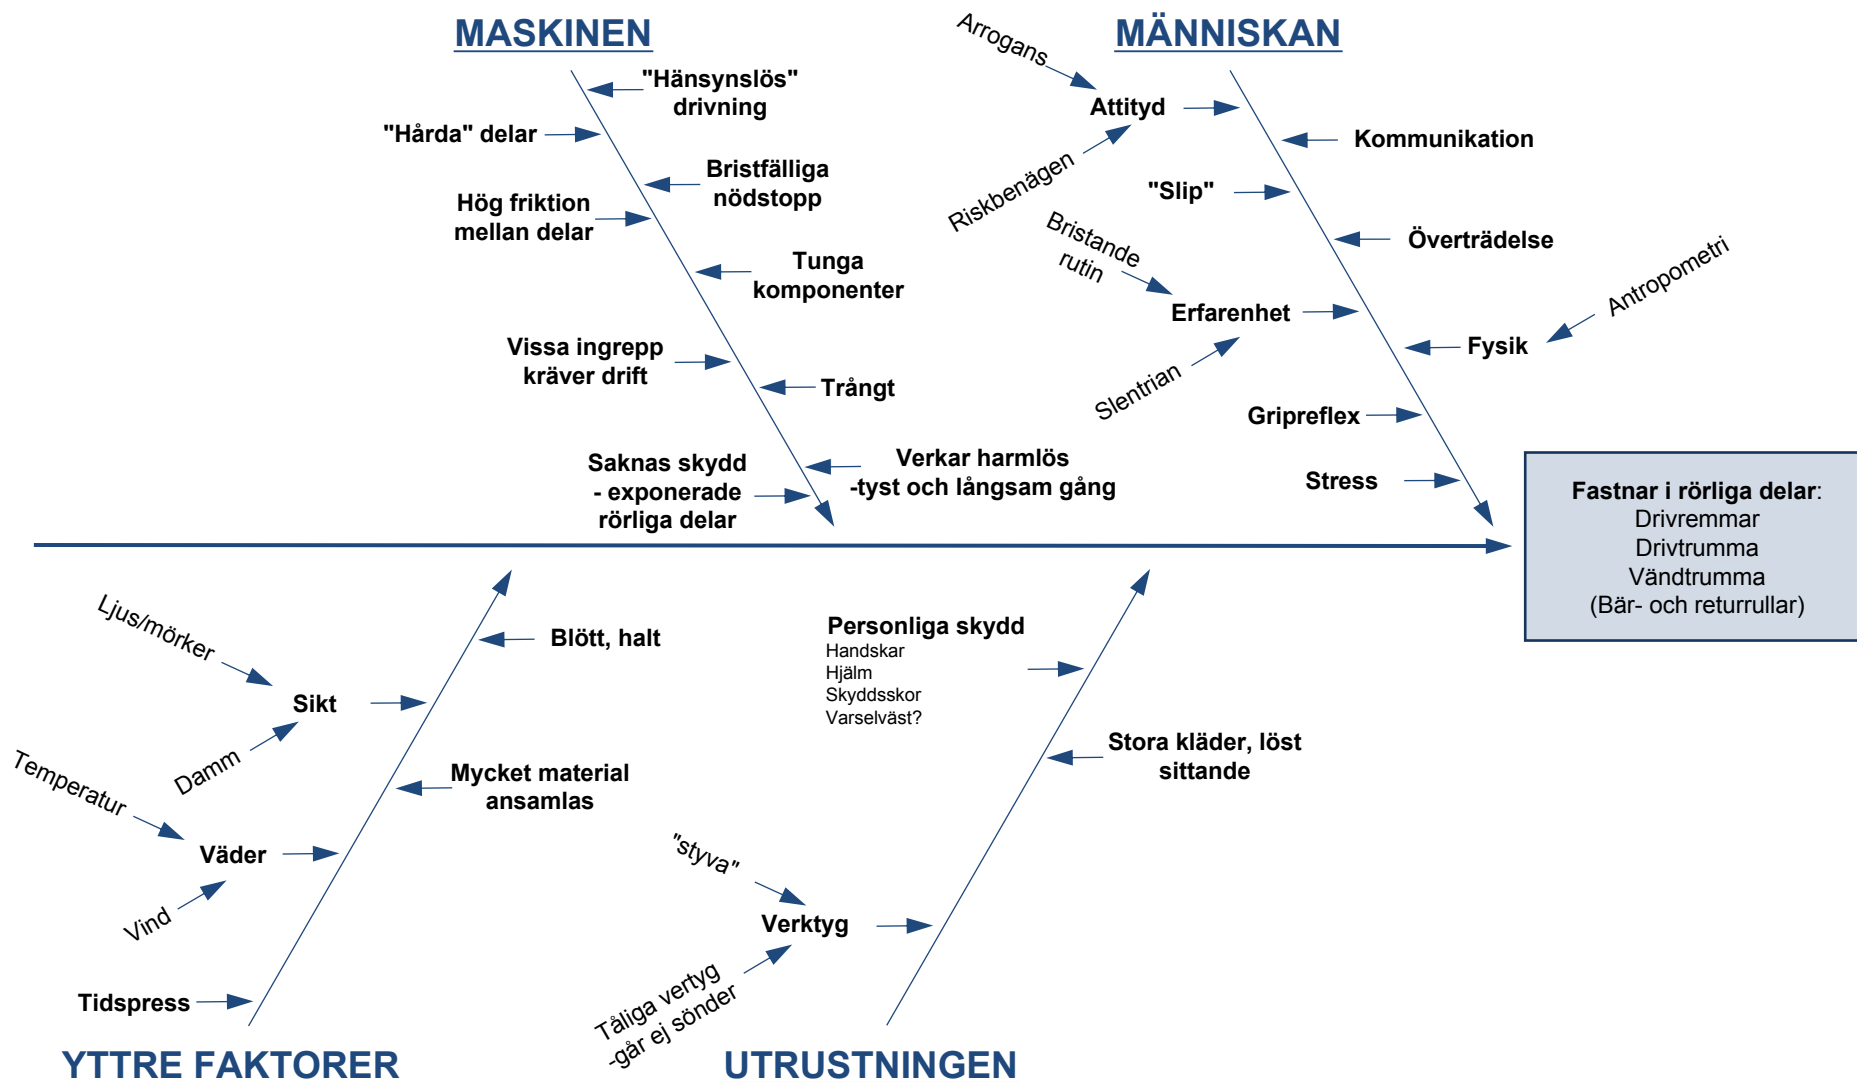 MASKINEN
"Hänsynslös"
drivning
"Hårda" delar
Bristfälliga
nödstopp
Hög friktion
mellan delar
Tunga
komponenter
Vissa ingrepp
kräver drift
Trångt
Saknas skydd
- exponerade
rörliga delar
Verkar harmlös
-tyst och långsam gång
MÄNNISKAN
Arrogans
Attityd
Riskbenägen
Kommunikation
"Slip"
Överträdelse
Bristande
rutin
Erfarenhet
Slentrian
Antropometri
Fysik
Gripreflex
Stress
Fastnar i rörliga delar:
Drivremmar
Drivtrumma
Vändtrumma
(Bär- och returrullar)
Ljus/mörker
Sikt
Damm
Blött, halt
Temperatur
Väder
Vind
Mycket material
ansamlas
Tidspress
YTTRE FAKTORER
Personliga skydd
Handskar
Hjälm
Skyddsskor
Varselväst?
Stora kläder, löst
sittande
"styva"
Verktyg
Tåliga vertyg
-går ej sönder
UTRUSTNINGEN